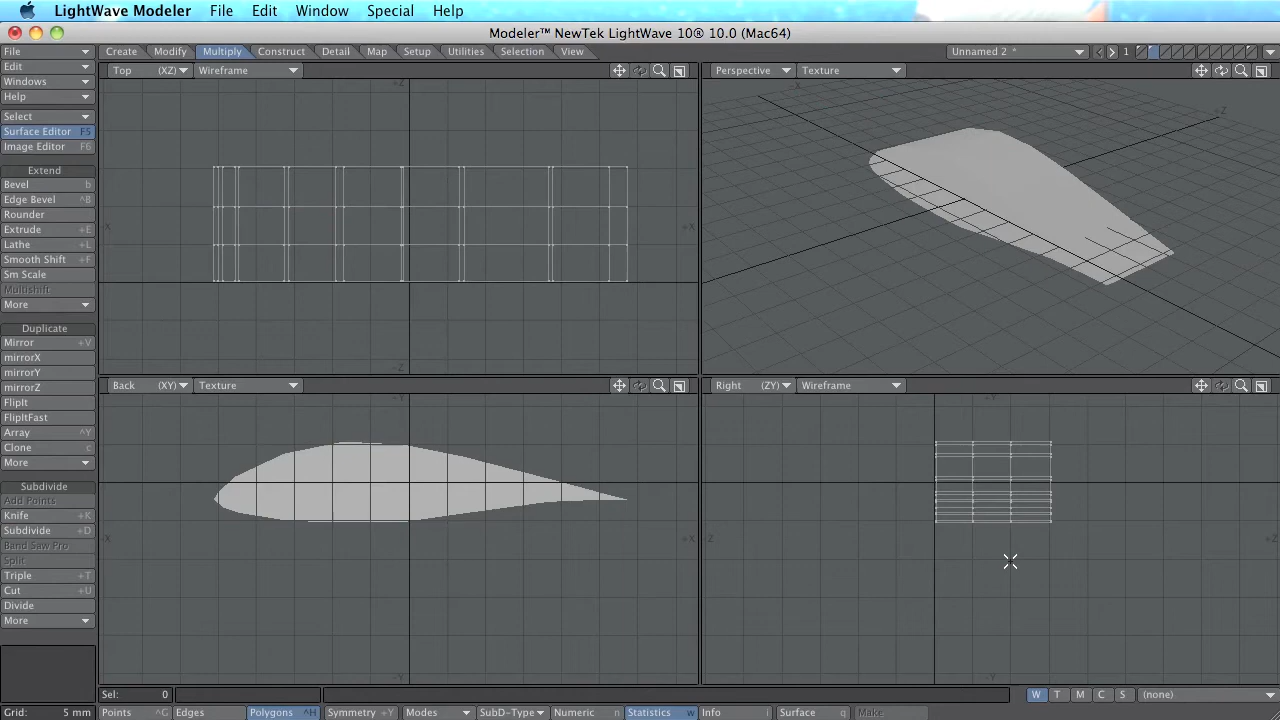 LightWave Modeler File Edit Window Special Help
Modeler™ NewTek LightWave 10® 10.0 (Mac64)
File Create Modify Multiply Construct Detail Map Setup Utilities Selection View Unnamed 2 * 1
Edit
Windows
Help
Select
Surface Editor F5
Image Editor F6
Extend
Bevel b
Edge Bevel ^B
Rounder
Extrude +E
Lathe +L
Smooth Shift +F
Sm Scale
Multishift
More
Duplicate
Mirror +V
mirrorX
mirrorY
mirrorZ
FlipIt
FlipItFast
Array ^Y
Clone c
More
Subdivide
Add Points
Knife +K
Subdivide +D
Bend Saw Pro
Split
Triple +T
Cut +U
Divide
More
Top (XZ) Wireframe
Perspective Texture
Back (XY) Texture
Right (ZY) Wireframe
Sel: 0
W T M C S (none)
Grid: 5 mm Points ^G Edges Polygons ^H Symmetry +Y Modes SubD-Type Numeric n Statistics w Info i Surface q Make